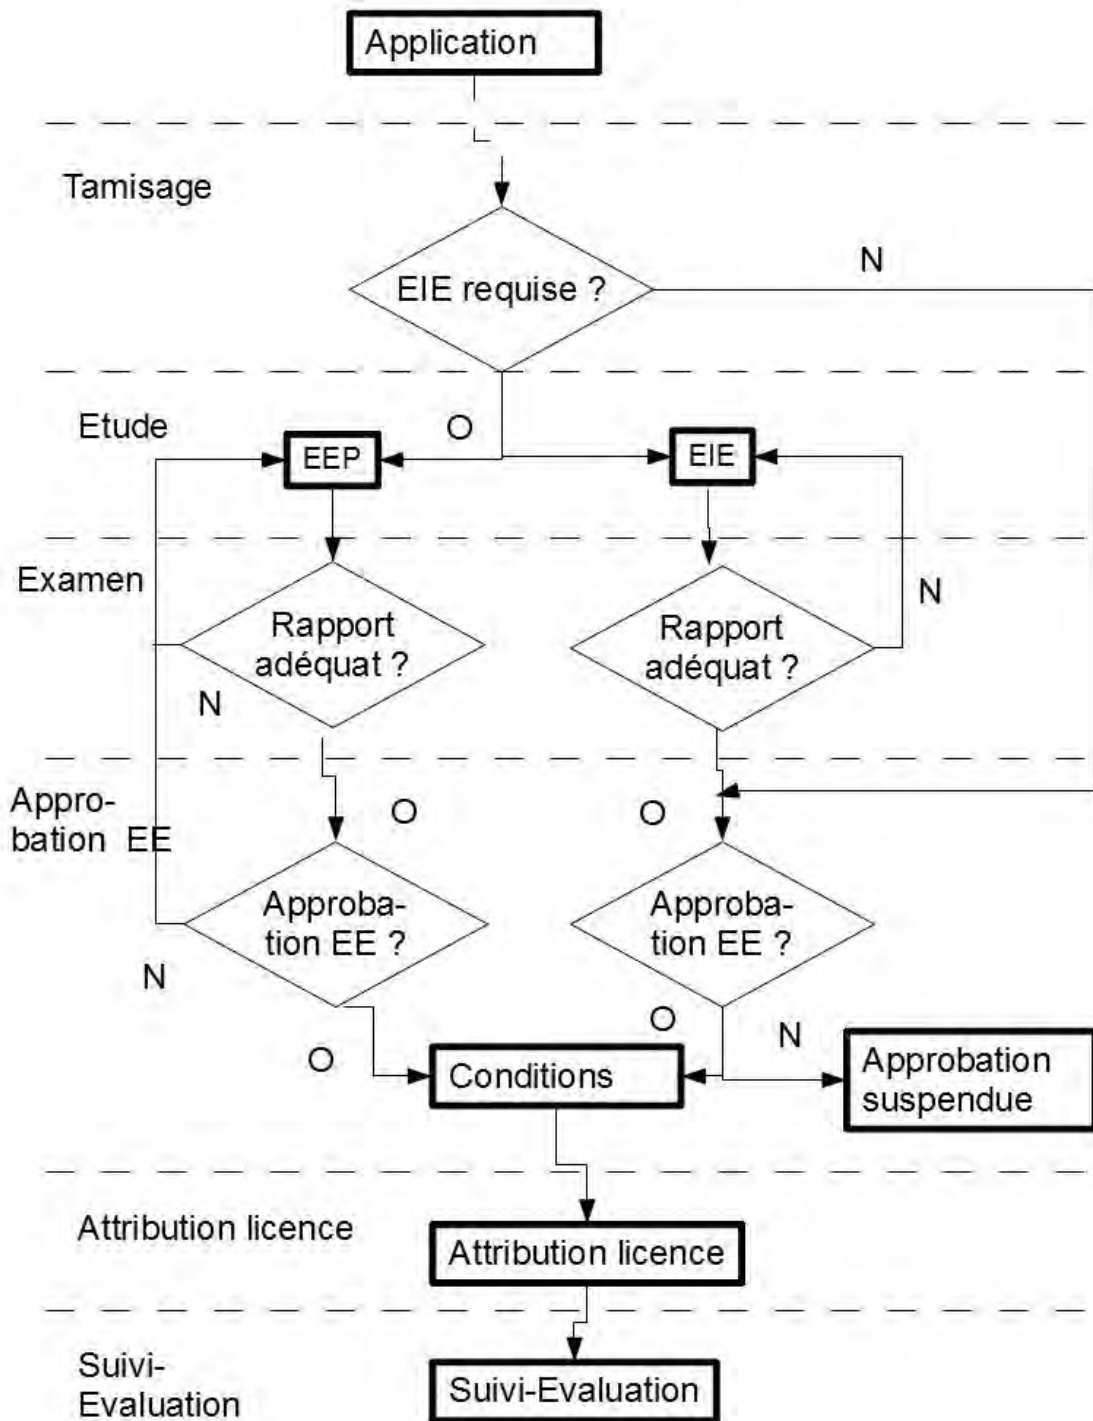 Application
Tamisage
N
EIE requise ?
Etude
O
EEP
EIE
Examen
N
Rapport
adéquat ?
Rapport
adéquat ?
N
Appro-
bation EE
O
O
Approba-
tion EE ?
Approba-
tion EE ?
N
O
O
N
Conditions
Approbation
suspendue
Attribution licence
Attribution licence
Suivi-
Evaluation
Suivi-Evaluation